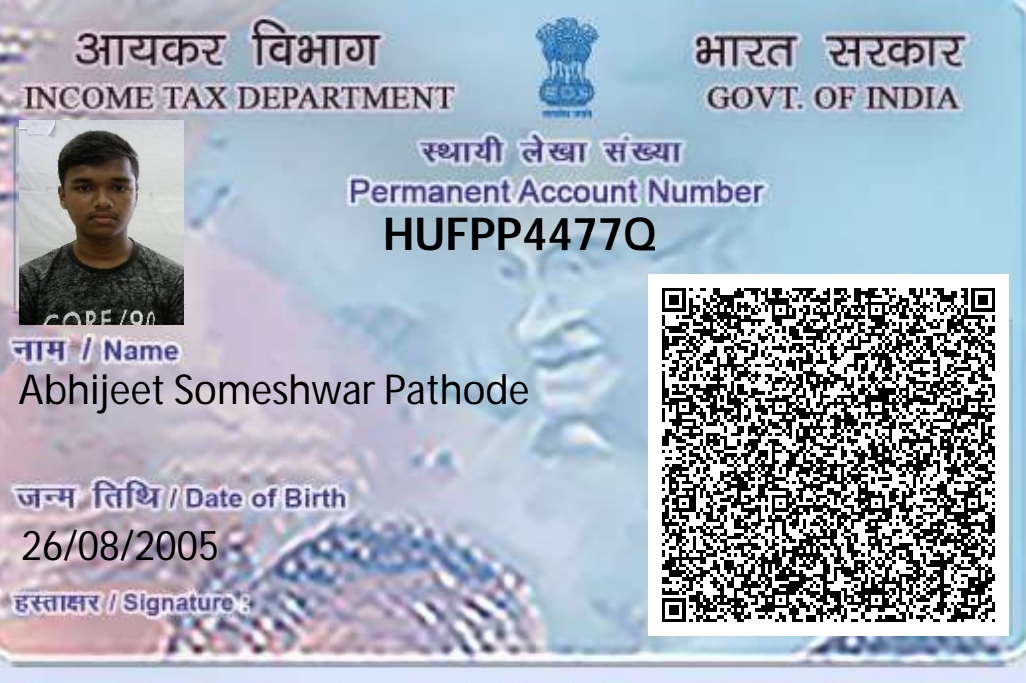 आयकर विभाग
INCOME TAX DEPARTMENT
भारत सरकार
GOVT. OF INDIA
स्थायी लेखा संख्या
Permanent Account Number
HUFPP4477Q
नाम / Name
Abhijeet Someshwar Pathode
जन्म तिथि / Date of Birth
26/08/2005
हस्ताक्षर / Signature :